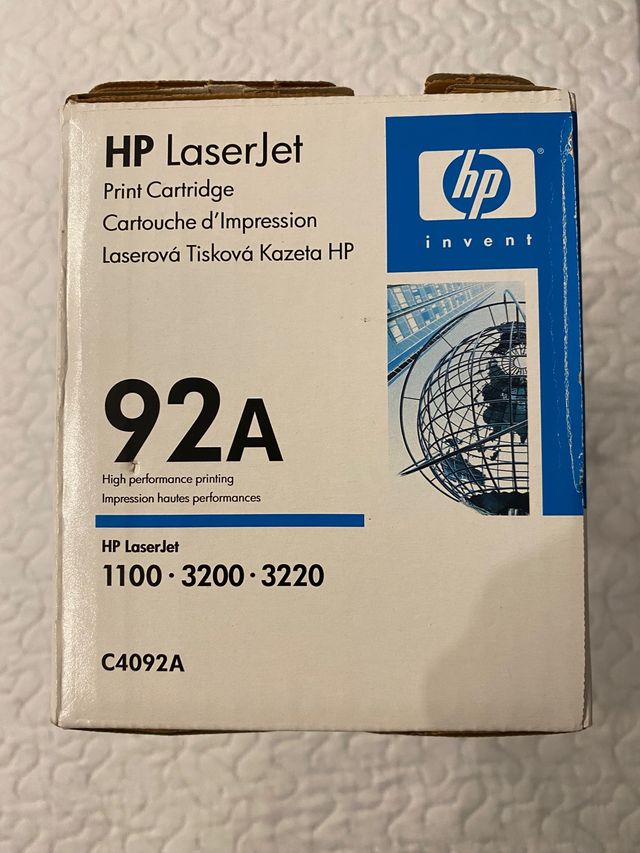 HP LaserJet
Print Cartridge
Cartouche d'Impression
Laserová Tisková Kazeta HP
hp®
invent
92A
High performance printing
Impression hautes performances
HP LaserJet
1100 · 3200 · 3220
C4092A